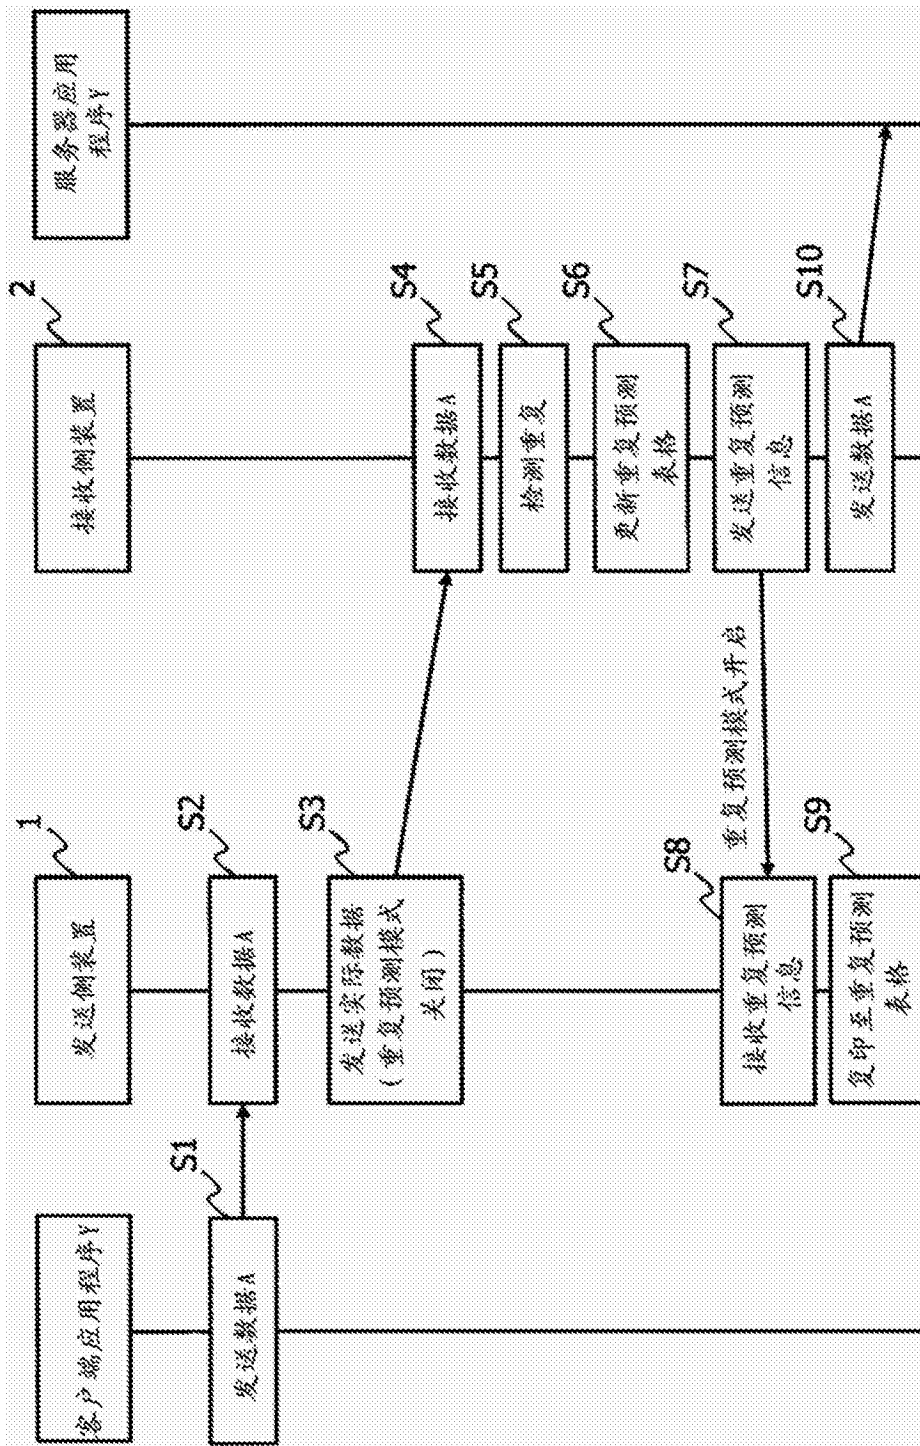 客户端应用程序Y
发送侧装置
1
接收侧装置
2
服务器应用
程序Y
发送数据A
S1
接收数据A
S2
发送实际数据
(重复预测模式
关闭)
S3
接收数据A
S4
检测重复
S5
更新重复预测
表格
S6
发送重复预测
信息
S7
重复预测模式开启
接收重复预测
信息
S8
复印至重复预测
表格
S9
发送数据A
S10